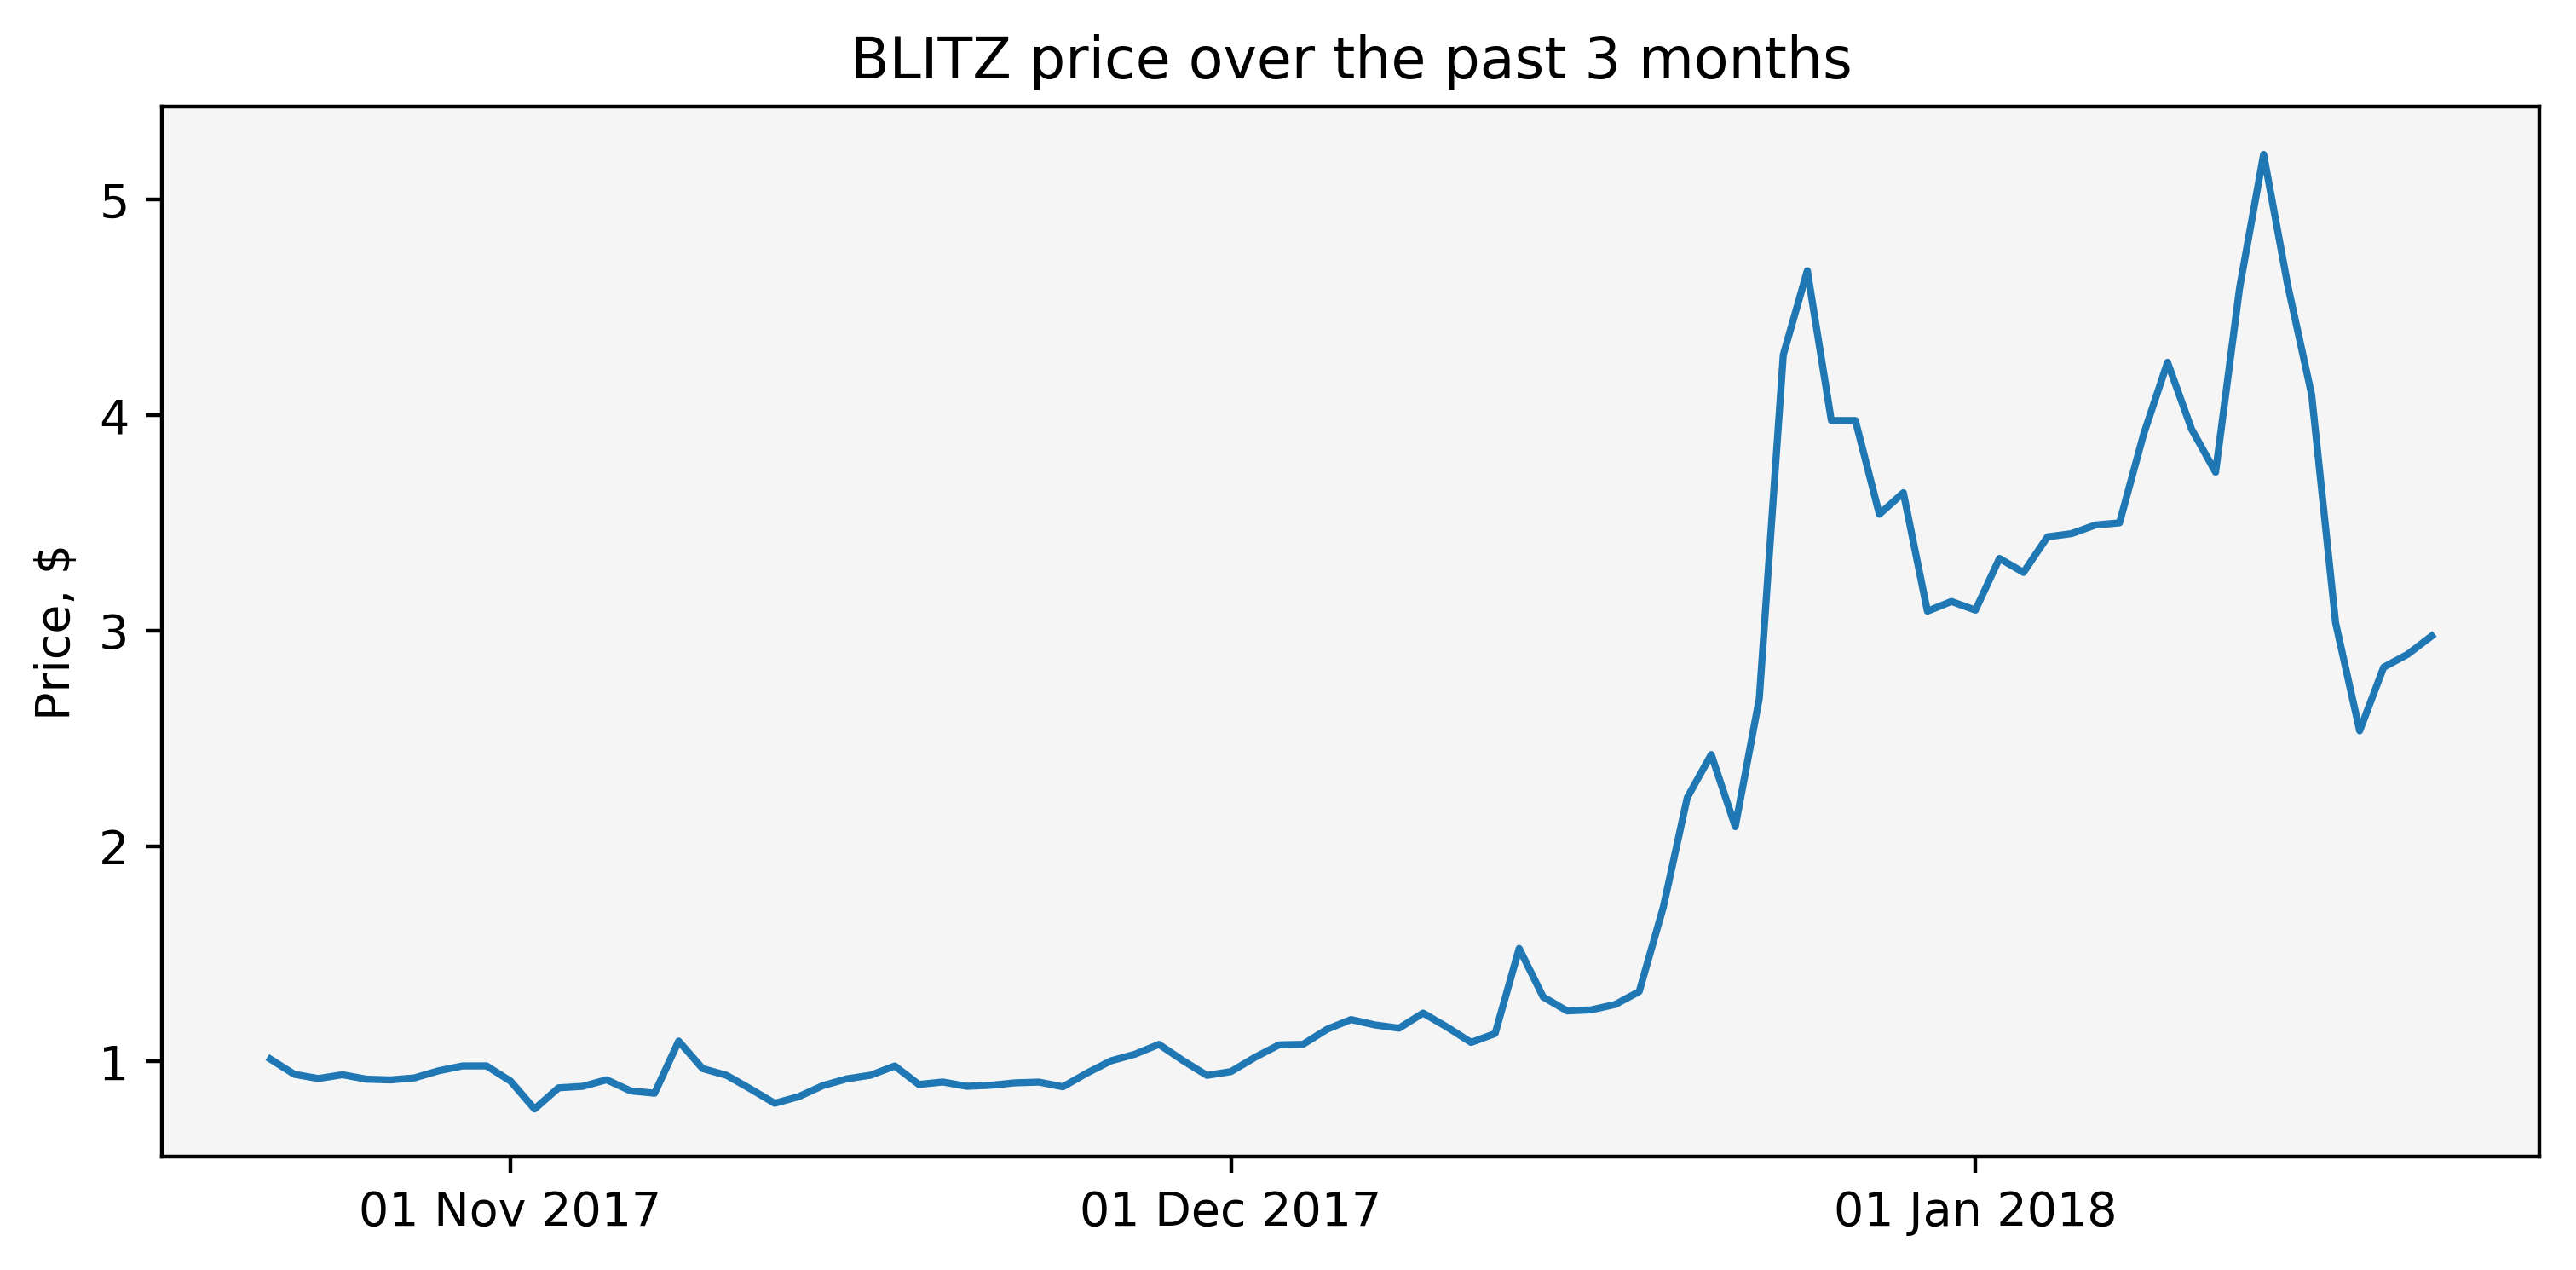 BLITZ price over the past 3 months
Price, $
5
4
3
2
1
01 Nov 2017
01 Dec 2017
01 Jan 2018